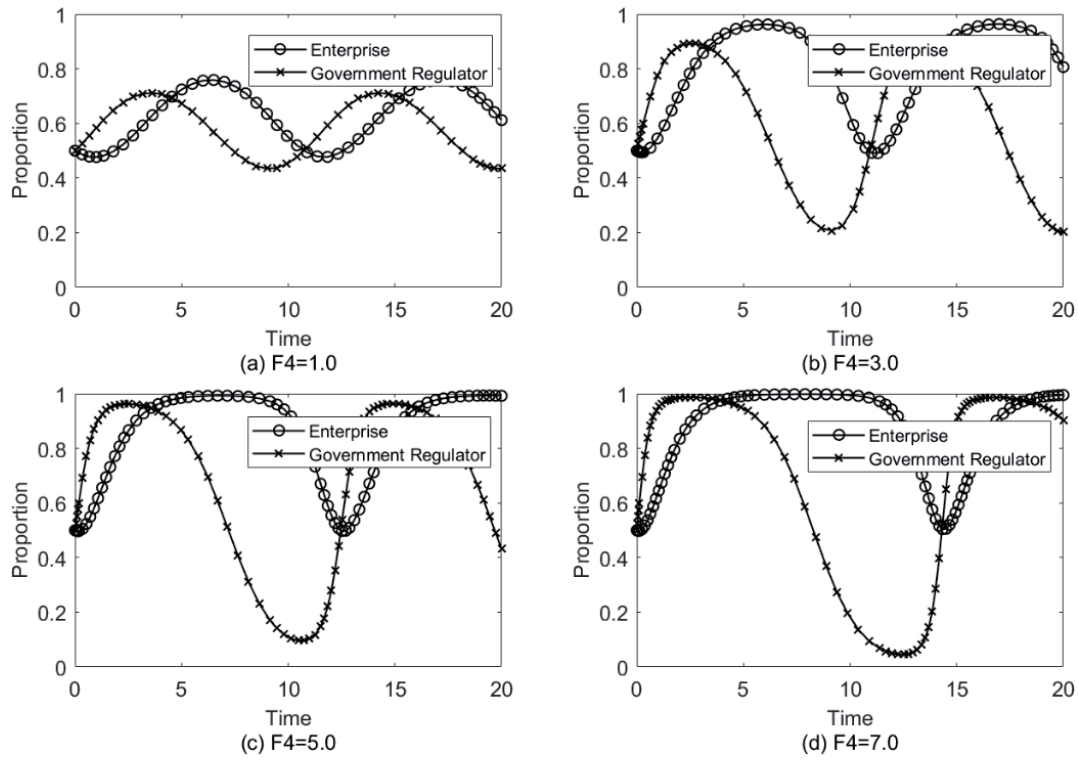 1
0.8
0.6
0.4
0.2
0
Proportion
Enterprise
Government Regulator
0 5 10 15 20
Time
(a) F4=1.0
1
0.8
0.6
0.4
0.2
0
Proportion
Enterprise
Government Regulator
0 5 10 15 20
Time
(b) F4=3.0
1
0.8
0.6
0.4
0.2
0
Proportion
Enterprise
Government Regulator
0 5 10 15 20
Time
(c) F4=5.0
1
0.8
0.6
0.4
0.2
0
Proportion
Enterprise
Government Regulator
0 5 10 15 20
Time
(d) F4=7.0